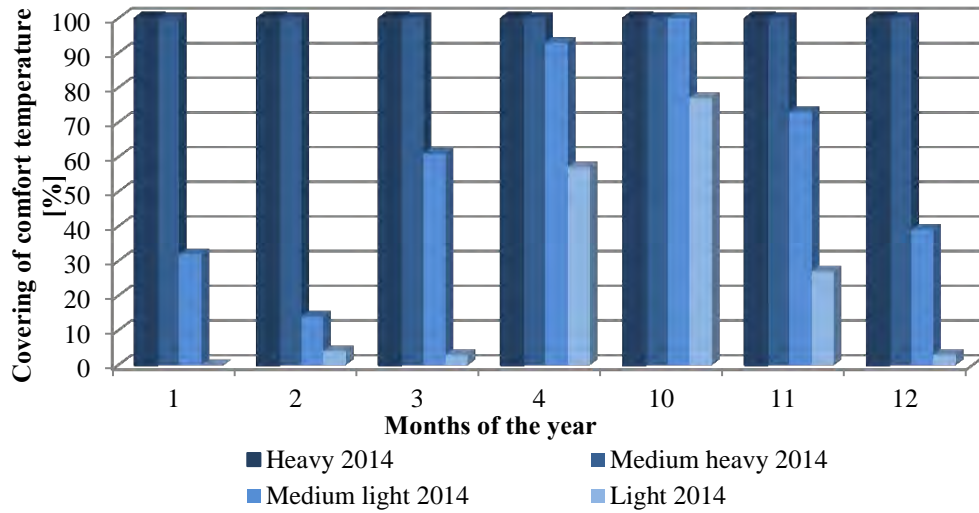 Covering of comfort temperature
[%]
100
90
80
70
60
50
40
30
20
10
0
1 2 3 4 10 11 12
Months of the year
Heavy 2014 Medium heavy 2014
Medium light 2014 Light 2014